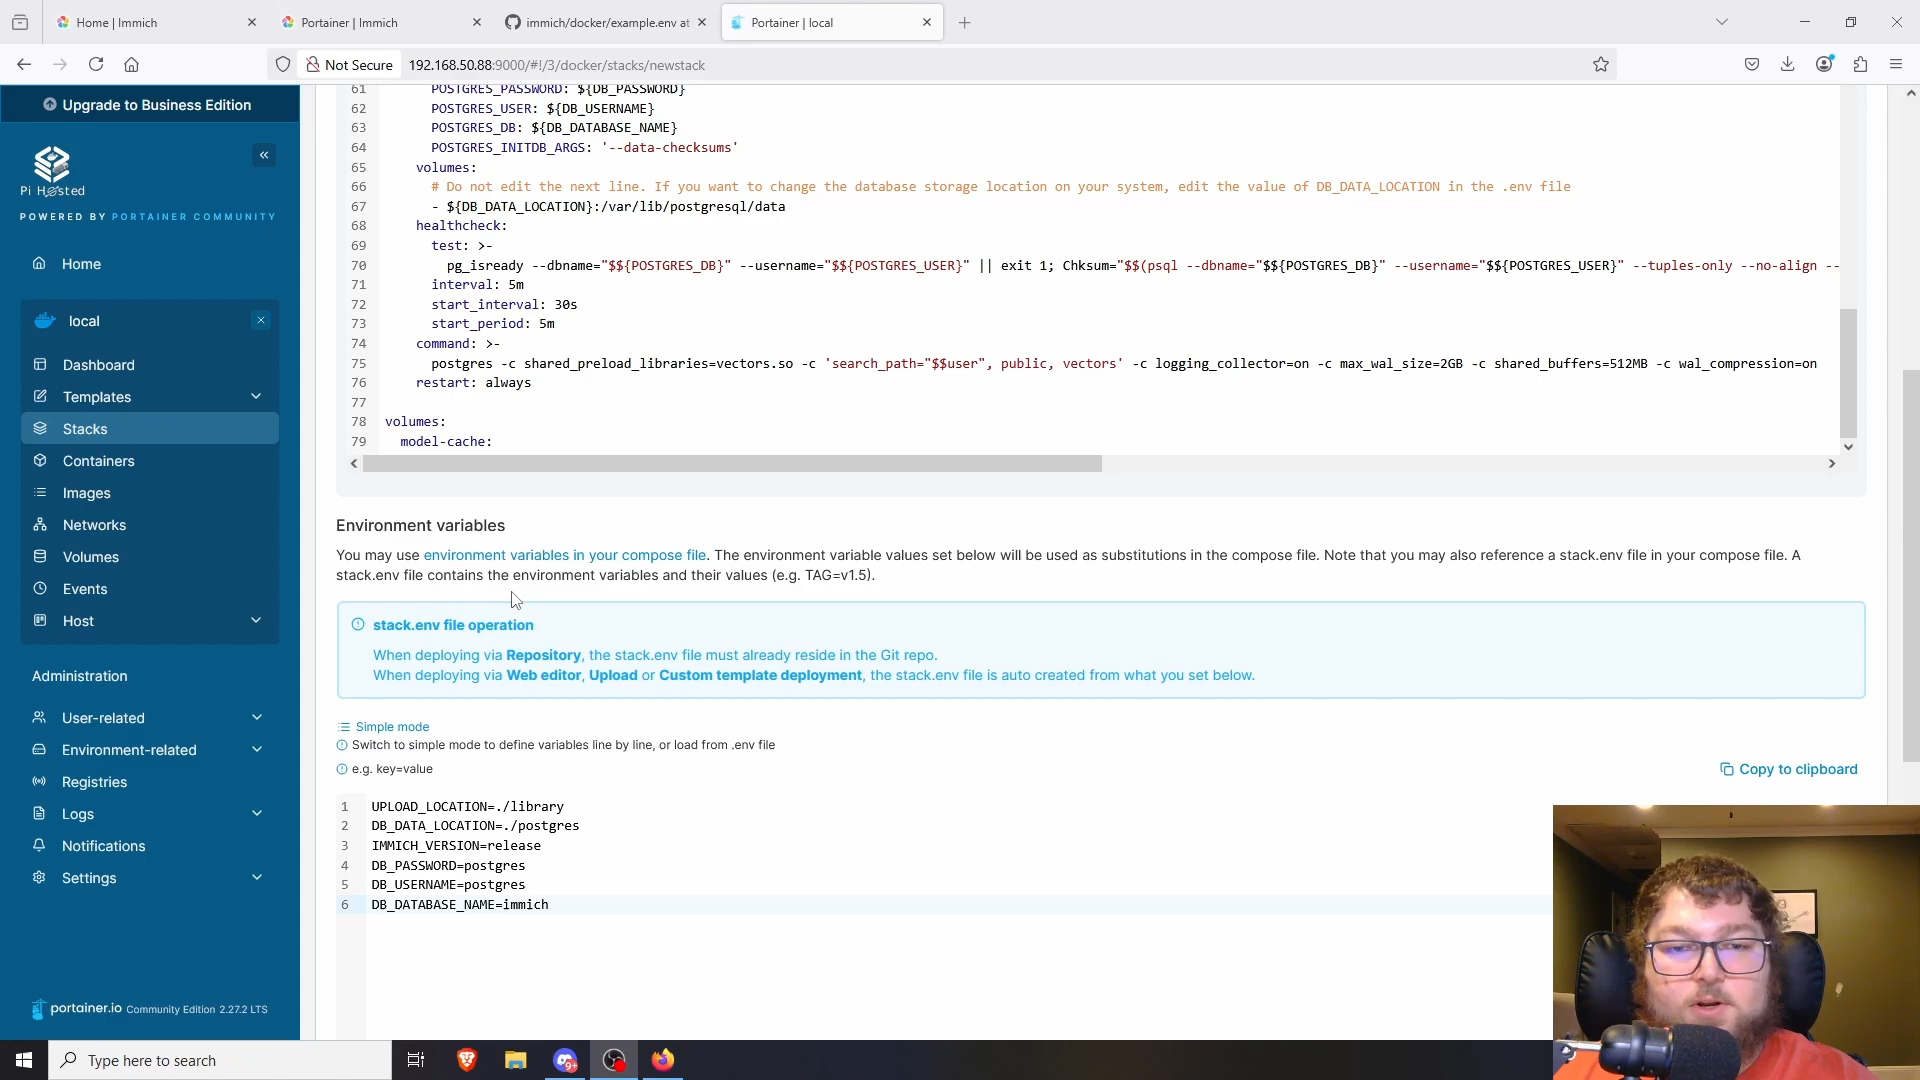 Home | Immich
Portainer | Immich
immich/docker/example.env at
Portainer | local
Not Secure
192.168.50.88:9000/#!/3/docker/stacks/newstack
Upgrade to Business Edition
Pi Hosted
POWERED BY PORTAINER COMMUNITY
Home
local
Dashboard
Templates
Stacks
Containers
Images
Networks
Volumes
Events
Host
Administration
User-related
Environment-related
Registries
Logs
Notifications
Settings
portainer.io Community Edition 2.27.2 LTS
61 POSTGRES_PASSWORD: ${DB_PASSWORD}
62 POSTGRES_USER: ${DB_USERNAME}
63 POSTGRES_DB: ${DB_DATABASE_NAME}
64 POSTGRES_INITDB_ARGS: '--data-checksums'
65 volumes:
66 # Do not edit the next line. If you want to change the database storage location on your system, edit the value of DB_DATA_LOCATION in the .env file
67 - ${DB_DATA_LOCATION}:/var/lib/postgresql/data
68 healthcheck:
69 test: >-
70 pg_isready --dbname="$${POSTGRES_DB}" --username="$${POSTGRES_USER}" || exit 1; Chksum="$$(psql --dbname="$${POSTGRES_DB}" --username="$${POSTGRES_USER}" --tuples-only --no-align --
71 interval: 5m
72 start_interval: 30s
73 start_period: 5m
74 command: >-
75 postgres -c shared_preload_libraries=vectors.so -c 'search_path="$$user", public, vectors' -c logging_collector=on -c max_wal_size=2GB -c shared_buffers=512MB -c wal_compression=on
76 restart: always
77
78 volumes:
79 model-cache:
Environment variables
You may use environment variables in your compose file. The environment variable values set below will be used as substitutions in the compose file. Note that you may also reference a stack.env file in your compose file. A
stack.env file contains the environment variables and their values (e.g. TAG=v1.5).
stack.env file operation
When deploying via Repository, the stack.env file must already reside in the Git repo.
When deploying via Web editor, Upload or Custom template deployment, the stack.env file is auto created from what you set below.
Simple mode
Switch to simple mode to define variables line by line, or load from .env file
e.g. key=value
Copy to clipboard
1 UPLOAD_LOCATION=./library
2 DB_DATA_LOCATION=./postgres
3 IMMICH_VERSION=release
4 DB_PASSWORD=postgres
5 DB_USERNAME=postgres
6 DB_DATABASE_NAME=immich
Type here to search
9+